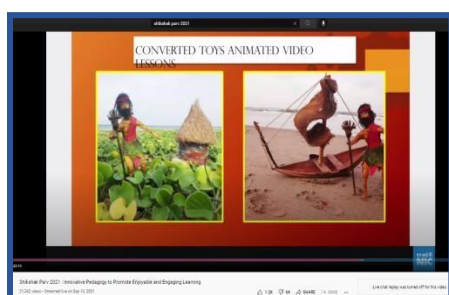 shikshak parv 2021
CONVERTED TOYS ANIMATED VIDEO
LESSONS
Shikshak Parv 2021 : Innovative Pedagogy to Promote Enjoyable and Engaging Learning
SHARE
SAVE
Live chat replay was turned off for this video.